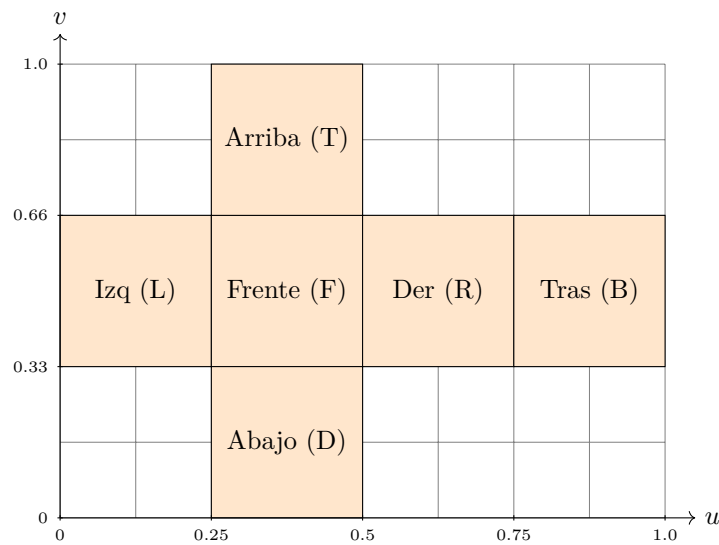 v
1.0
Arriba (T)
0.66
Izq (L) Frente (F) Der (R) Tras (B)
0.33
Abajo (D)
0 u
0 0.25 0.5 0.75 1.0